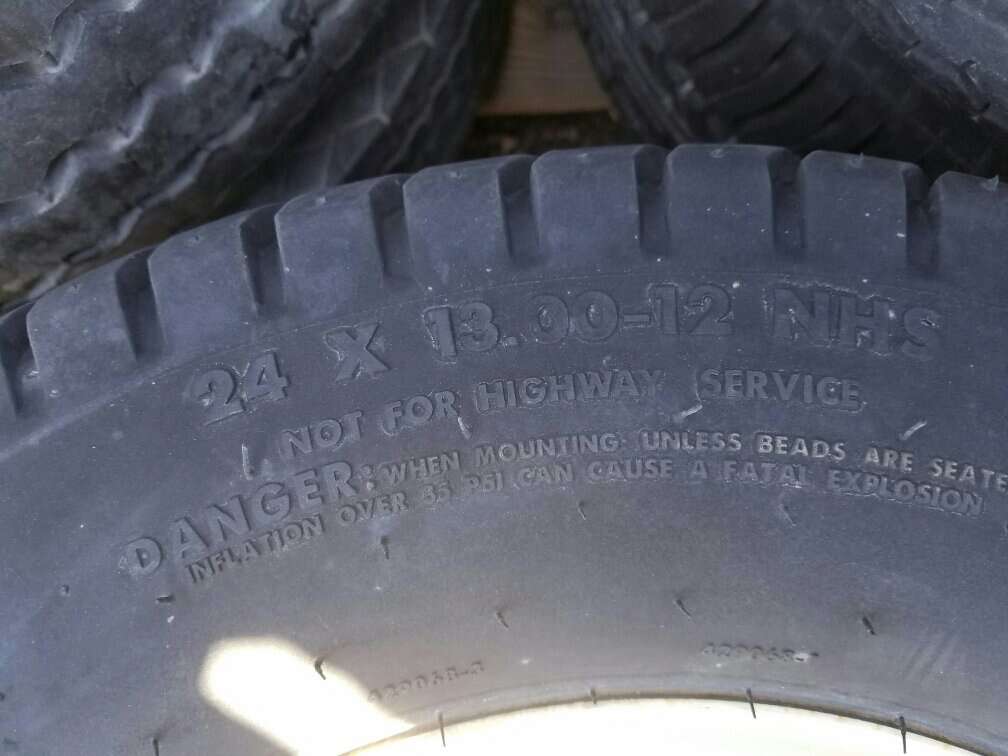 24 X 13.00-12 NHS
NOT FOR HIGHWAY SERVICE
DANGER: WHEN MOUNTING UNLESS BEADS ARE SEATE
INFLATION OVER 35 PSI CAN CAUSE A FATAL EXPLOSION